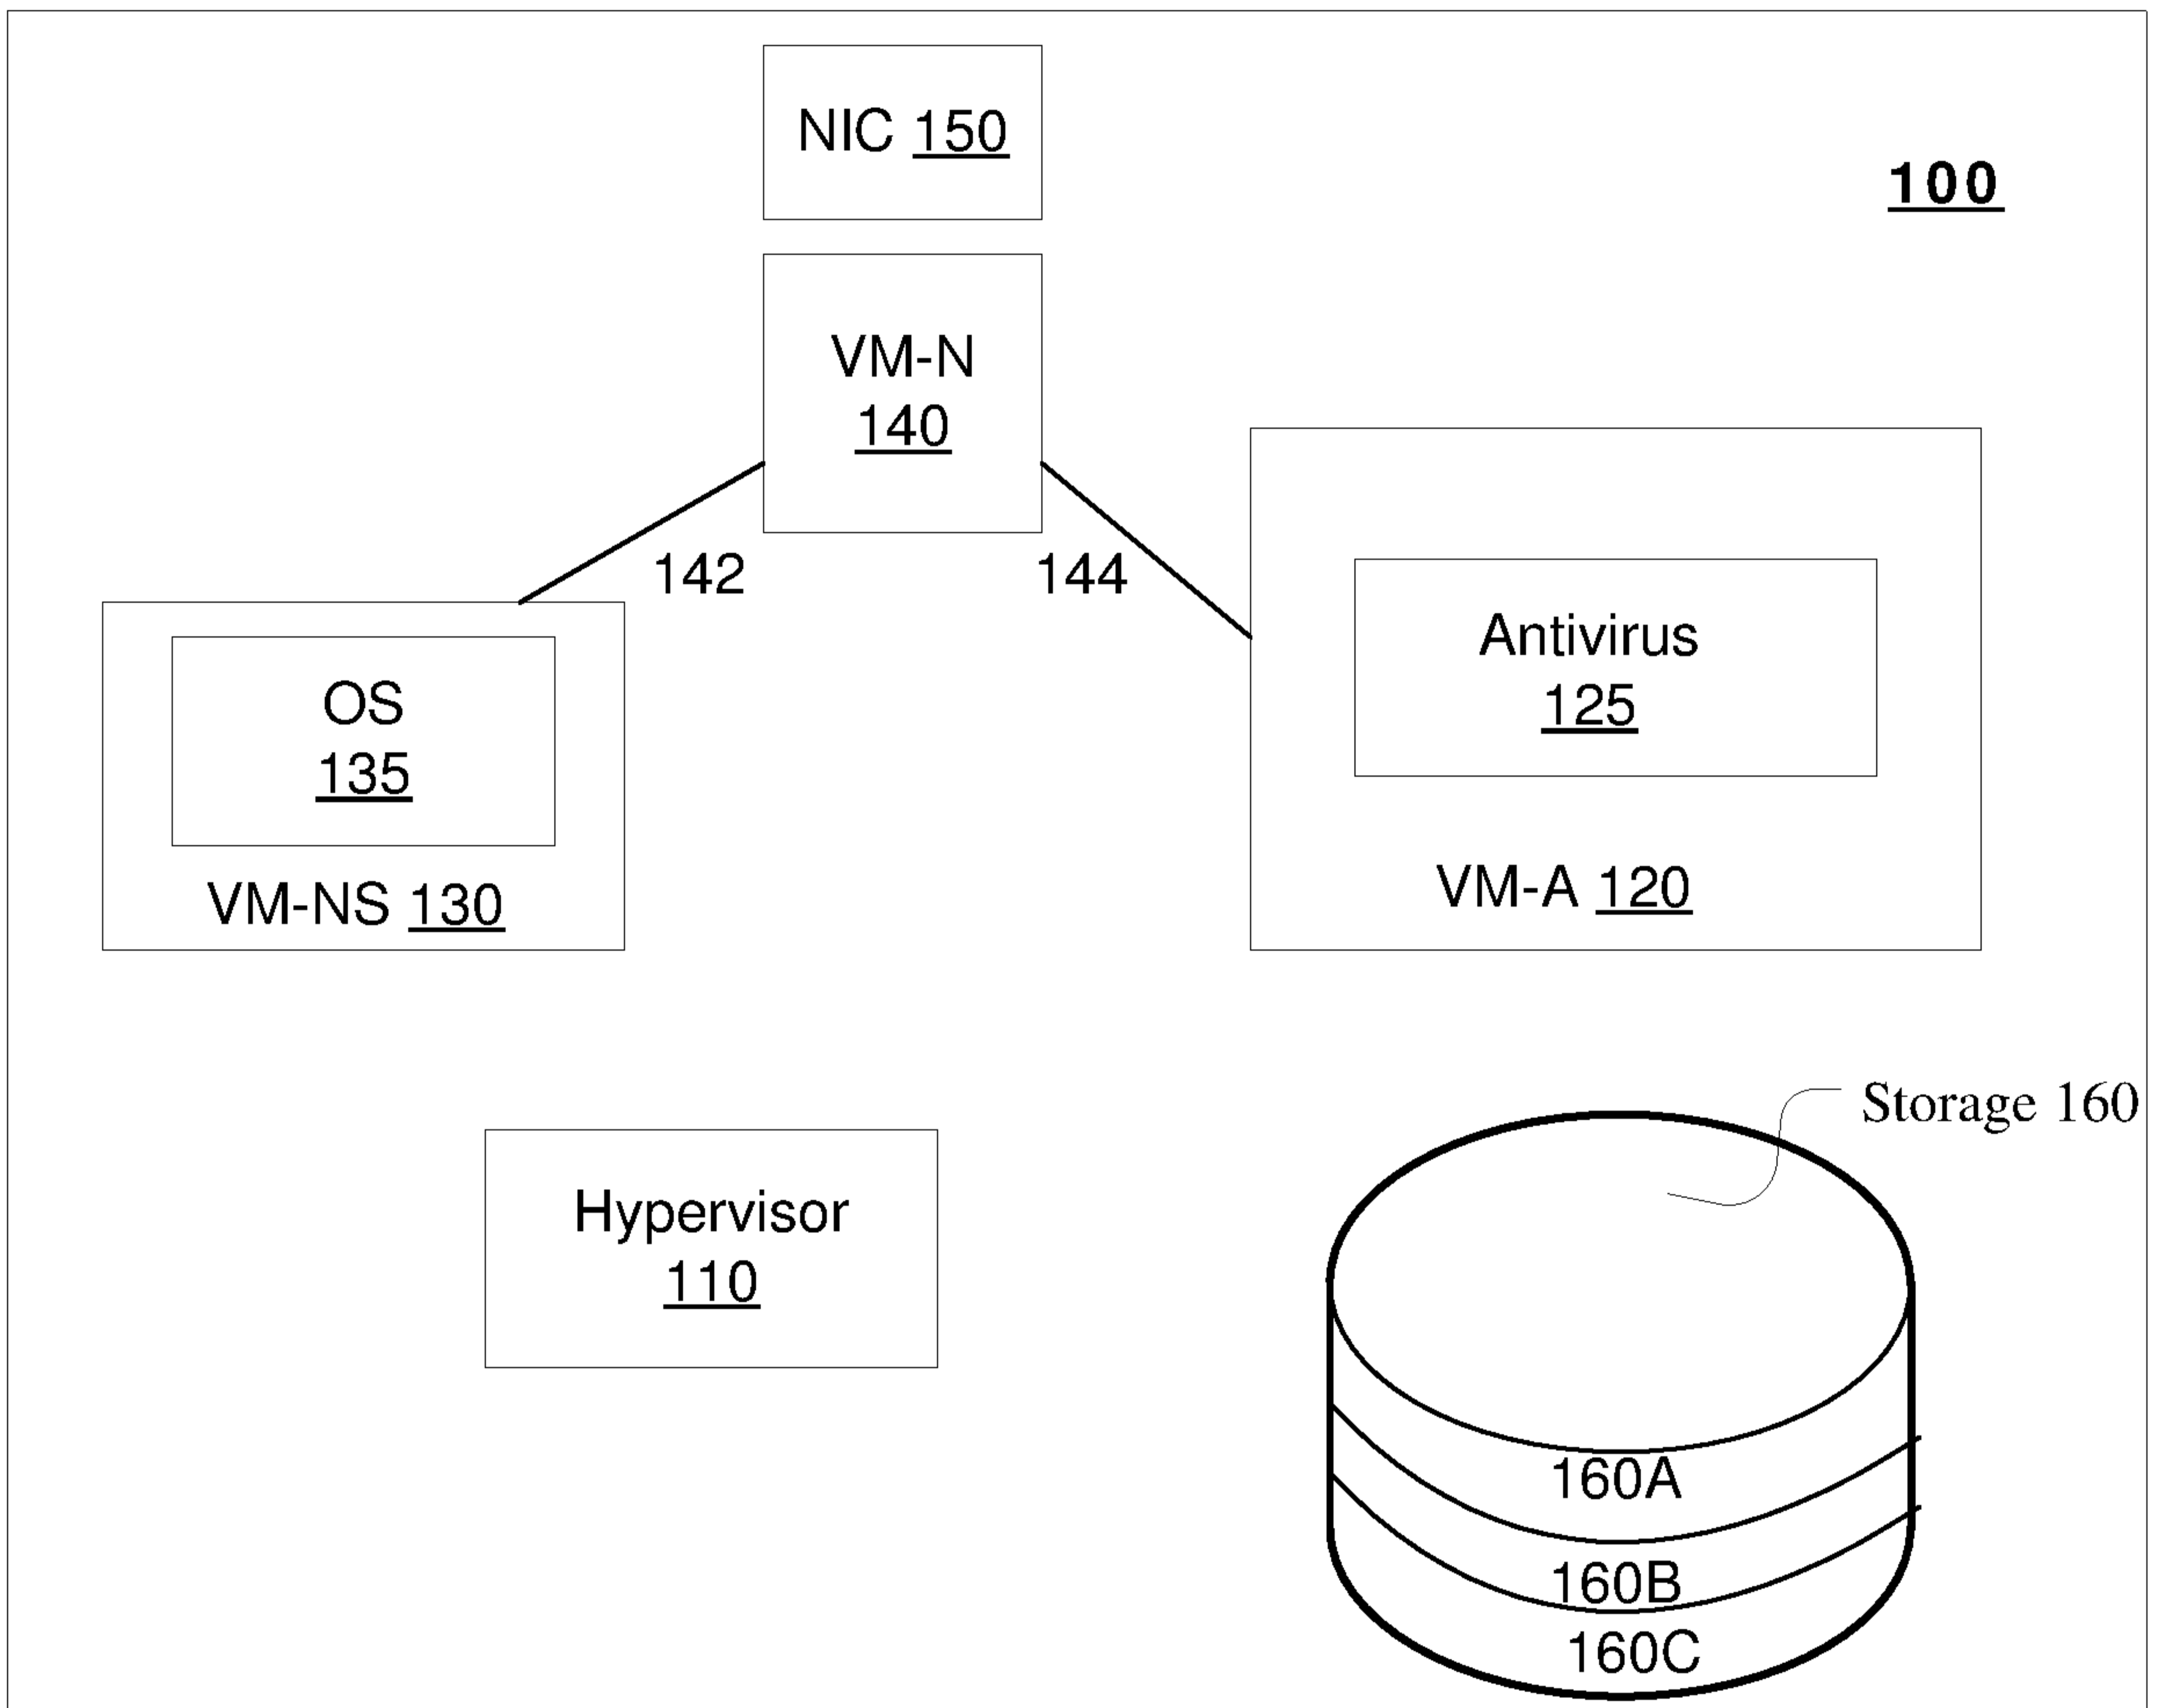 NIC 150
100
VM-N
140
142
144
Antivirus
125
OS
135
VM-NS 130
VM-A 120
Storage 160
Hypervisor
110
160A
160B
160C